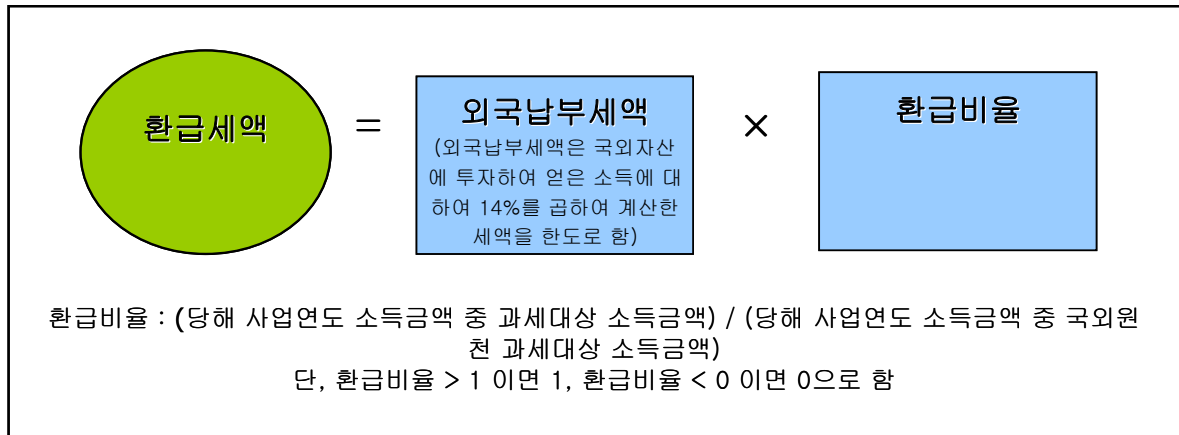 환급세액
=
외국납부세액
(외국납부세액은 국외자산
에 투자하여 얻은 소득에 대
하여 14%를 곱하여 계산한
세액을 한도로 함)
×
환급비율
환급비율 : (당해 사업연도 소득금액 중 과세대상 소득금액) / (당해 사업연도 소득금액 중 국외원
천 과세대상 소득금액)
단, 환급비율 > 1 이면 1, 환급비율 < 0 이면 0으로 함